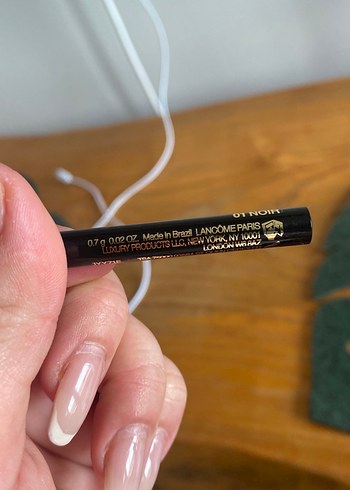 01 NOIR
0.7 g 0.02 OZ. Made in Brazil LANCÔME PARIS
LUXURY PRODUCTS LLC, NEW YORK, NY 10001
LONDON W6 8AZ